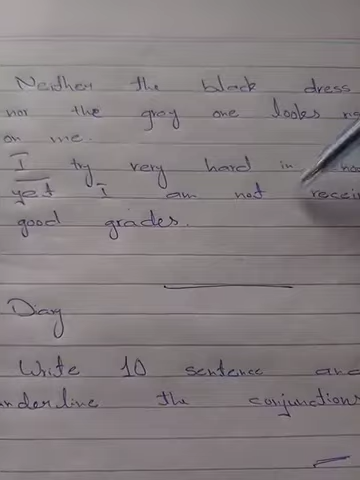 Neither the black dress
nor the grey one looks
on me.
I try very hard in
yet I am not
good grades.
Day
Write 10 sentence and
underline the conjunctions